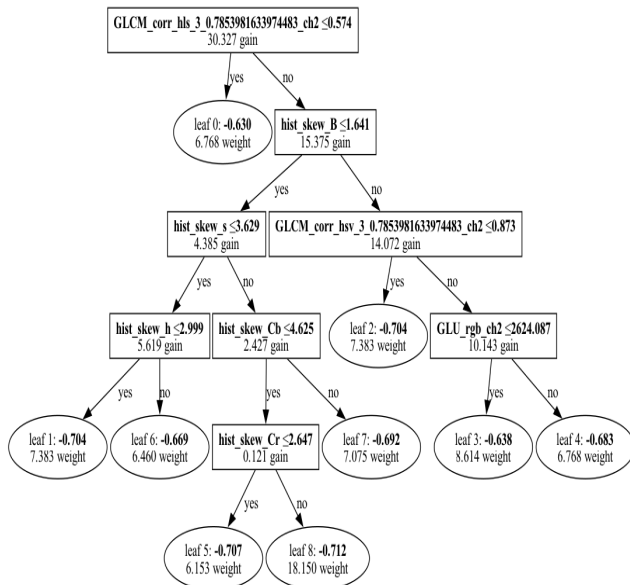 GLCM_corr_hls_3_0.7853981633974483_ch2 ≤0.574
30.327 gain
yes
no
leaf 0: -0.630
6.768 weight
hist_skew_B ≤1.641
15.375 gain
yes
no
hist_skew_s ≤3.629
4.385 gain
GLCM_corr_hsv_3_0.7853981633974483_ch2 ≤0.873
14.072 gain
yes
no
yes
no
hist_skew_h ≤2.999
5.619 gain
hist_skew_Cb ≤4.625
2.427 gain
leaf 2: -0.704
7.383 weight
GLU_rgb_ch2 ≤2624.087
10.143 gain
yes
no
yes
no
yes
no
leaf 1: -0.704
7.383 weight
leaf 6: -0.669
6.460 weight
hist_skew_Cr ≤2.647
0.121 gain
leaf 7: -0.692
7.075 weight
leaf 3: -0.638
8.614 weight
leaf 4: -0.683
6.768 weight
yes
no
leaf 5: -0.707
6.153 weight
leaf 8: -0.712
18.150 weight